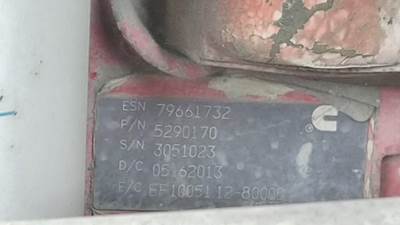 ESN 79661732
P/N 5290170
S/N 3051023
D/C 05162013
E/C